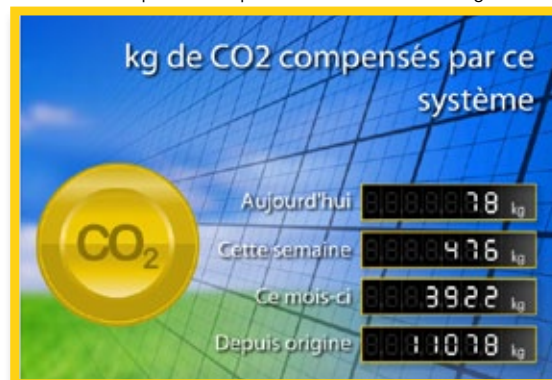 kg de CO2 compensés par ce
système
CO2
Aujourd'hui 78 kg
Cette semaine 476 kg
Ce mois-ci 3922 kg
Depuis origine 11078 kg